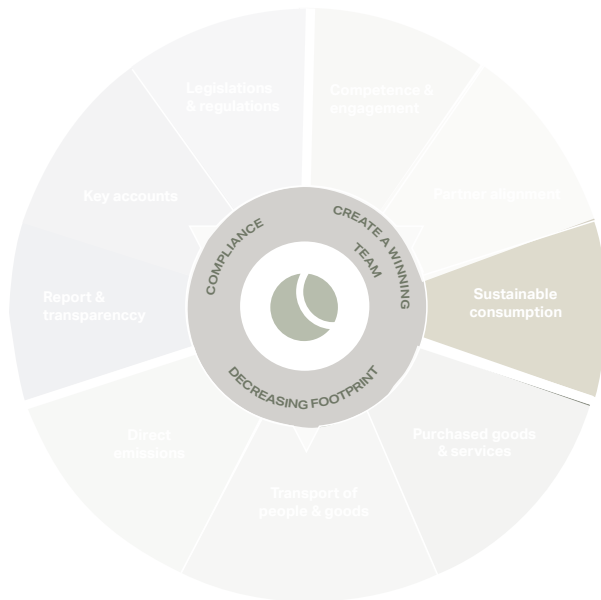 Legislations
& regulations
Competence &
engagement
Key accounts
Partner alignment
COMPLIANCE
CREATE A WINNING
TEAM
Report &
transparenccy
Sustainable
consumption
DECREASING FOOTPRINT
Direct
emissions
Purchased goods
& services
Transport of
people & goods